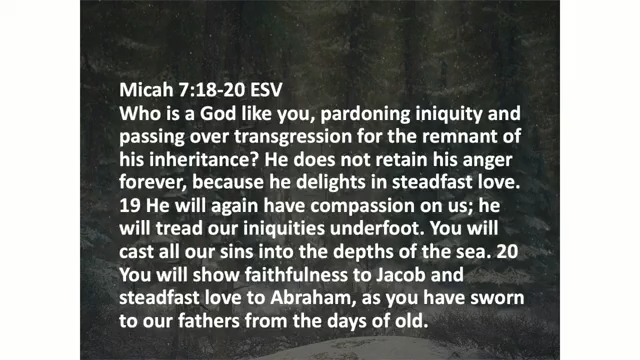 Micah 7:18-20 ESV
Who is a God like you, pardoning iniquity and
passing over transgression for the remnant of
his inheritance? He does not retain his anger
forever, because he delights in steadfast love.
19 He will again have compassion on us; he
will tread our iniquities underfoot. You will
cast all our sins into the depths of the sea. 20
You will show faithfulness to Jacob and
steadfast love to Abraham, as you have sworn
to our fathers from the days of old.